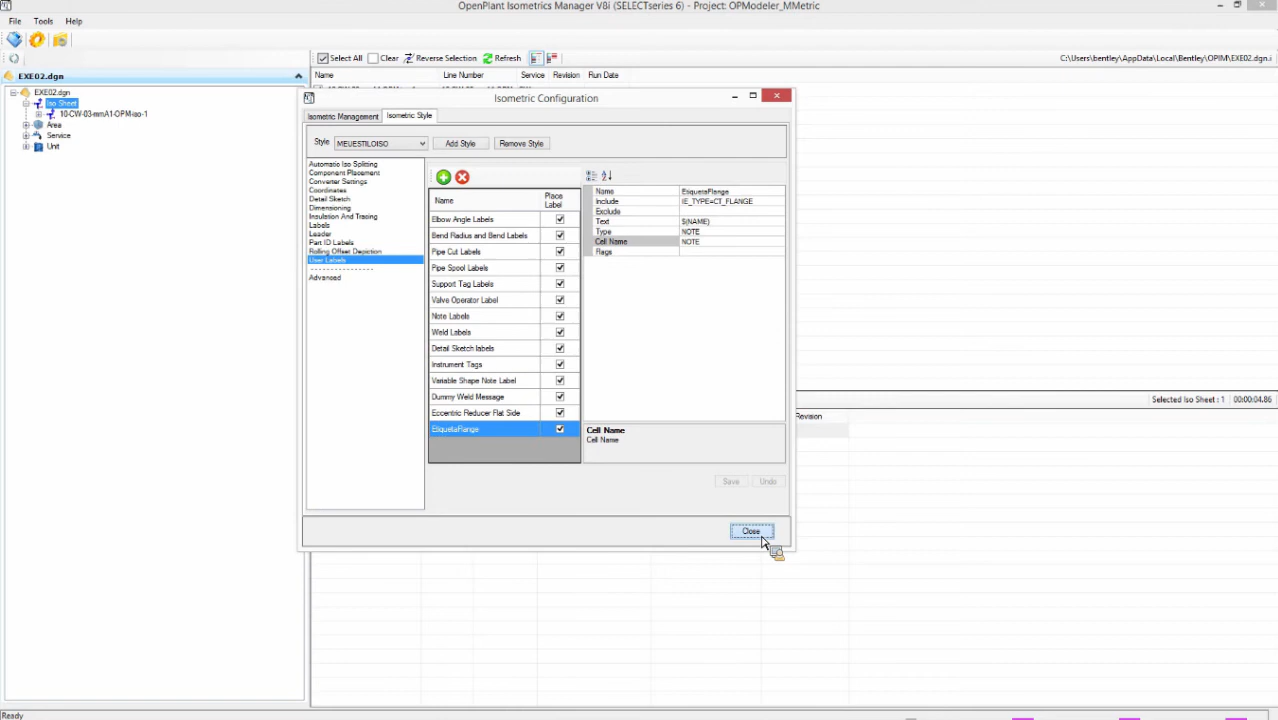 OpenPlant Isometrics Manager V8i (SELECTseries 6) - Project: OPModeler_MMetric
File Tools Help
Select All Clear Reverse Selection Refresh C:\Users\bentley\AppData\Local\Bentley\OPIM\EXE02.dgn.i
EXE02.dgn
Name Line Number Service Revision Run Date
EXE02.dgn
Iso Sheet
10-CW-03-mmA1-OPM-iso-1
Area
Service
Unit
Isometric Configuration
Isometric Management Isometric Style
Style MEUESTILOISO Add Style Remove Style
Automatic Iso Splitting
Component Placement
Converter Settings
Coordinates
Detail Sketch
Dimensioning
Insulation And Tracing
Labels
Leader
Part ID Labels
Rolling Offset Depiction
User Labels
--------------------
Advanced
Name Place Label
Elbow Angle Labels
Bend Radius and Bend Labels
Pipe Cut Labels
Pipe Spool Labels
Support Tag Labels
Valve Operator Label
Note Labels
Weld Labels
Detail Sketch labels
Instrument Tags
Variable Shape Note Label
Dummy Weld Message
Eccentric Reducer Flat Side
EtiquetaFlange
Name EtiquetaFlange
Include IE_TYPE=CT_FLANGE
Exclude
Text $(NAME)
Type NOTE
Cell Name NOTE
Flags
Cell Name
Cell Name
Save Undo
Close
Selected Iso Sheet : 1 00:00:04.86
Revision
Ready